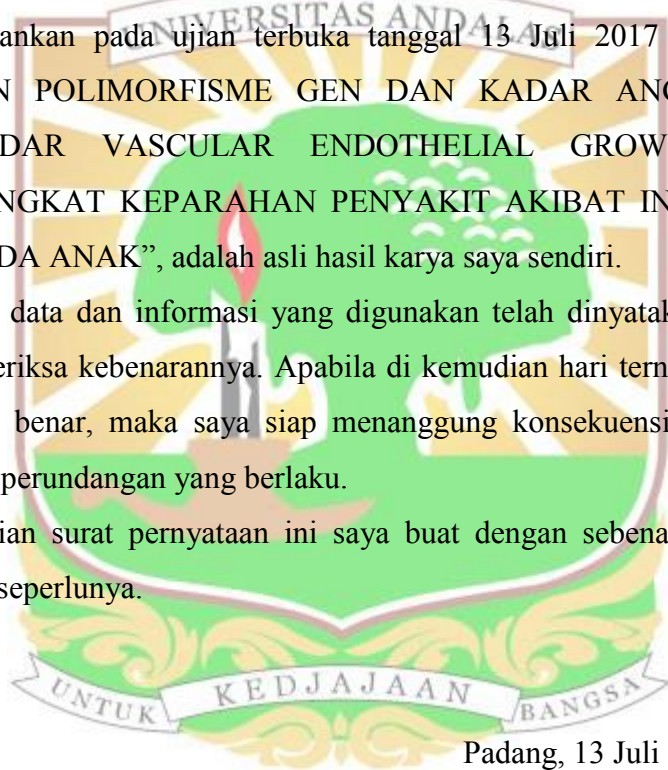 UNIVERSITAS ANDALAS
ankan pada ujian terbuka tanggal 13 Juli 2017
N POLIMORFISME GEN DAN KADAR ANG
DAR VASCULAR ENDOTHELIAL GROW
NGKAT KEPARAHAN PENYAKIT AKIBAT IN
DA ANAK”, adalah asli hasil karya saya sendiri.
data dan informasi yang digunakan telah dinyatak
eriksa kebenarannya. Apabila di kemudian hari tern
benar, maka saya siap menanggung konsekuensi
perundangan yang berlaku.
ian surat pernyataan ini saya buat dengan sebena
seperlunya.
UNTUK KEDJAJAAN BANGSA
Padang, 13 Juli